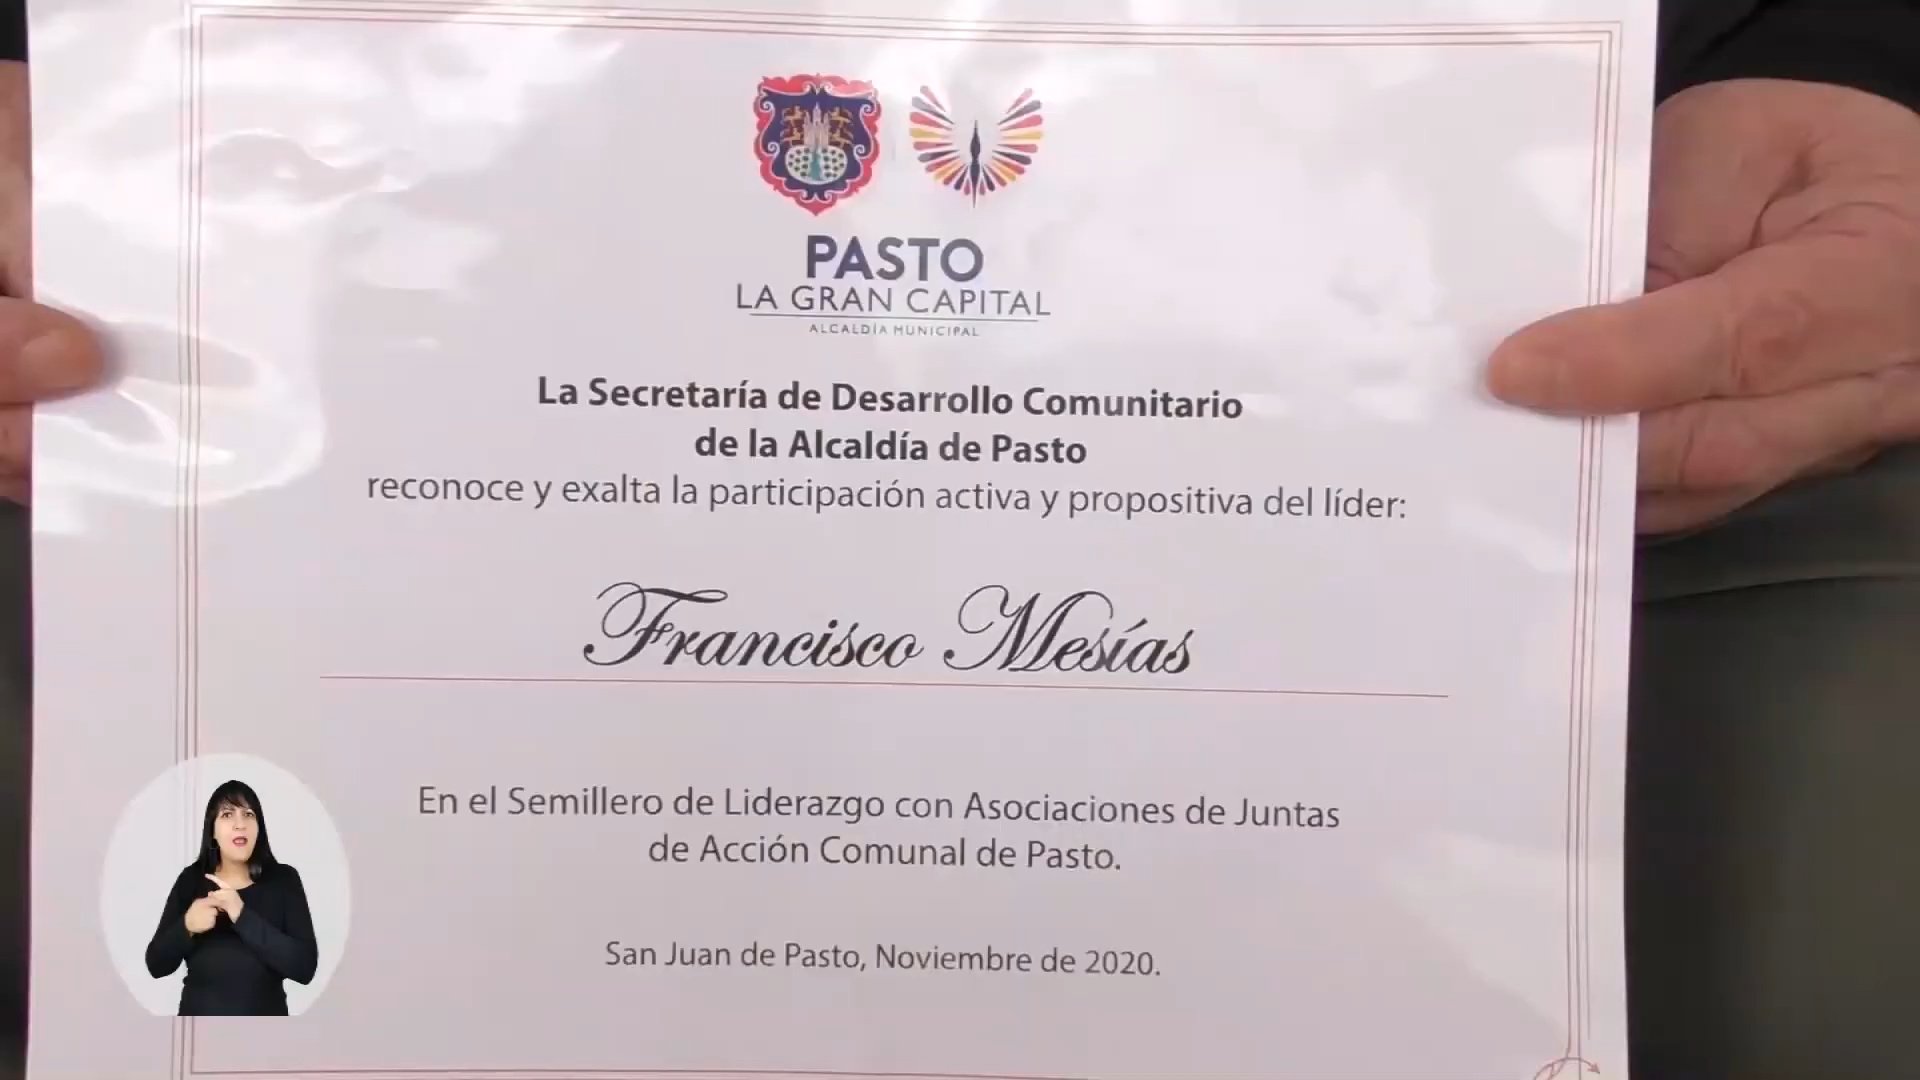 PASTO
LA GRAN CAPITAL
ALCALDÍA MUNICIPAL
La Secretaría de Desarrollo Comunitario
de la Alcaldía de Pasto
reconoce y exalta la participación activa y propositiva del líder:
Francisco Mesías
En el Semillero de Liderazgo con Asociaciones de Juntas
de Acción Comunal de Pasto.
San Juan de Pasto, Noviembre de 2020.